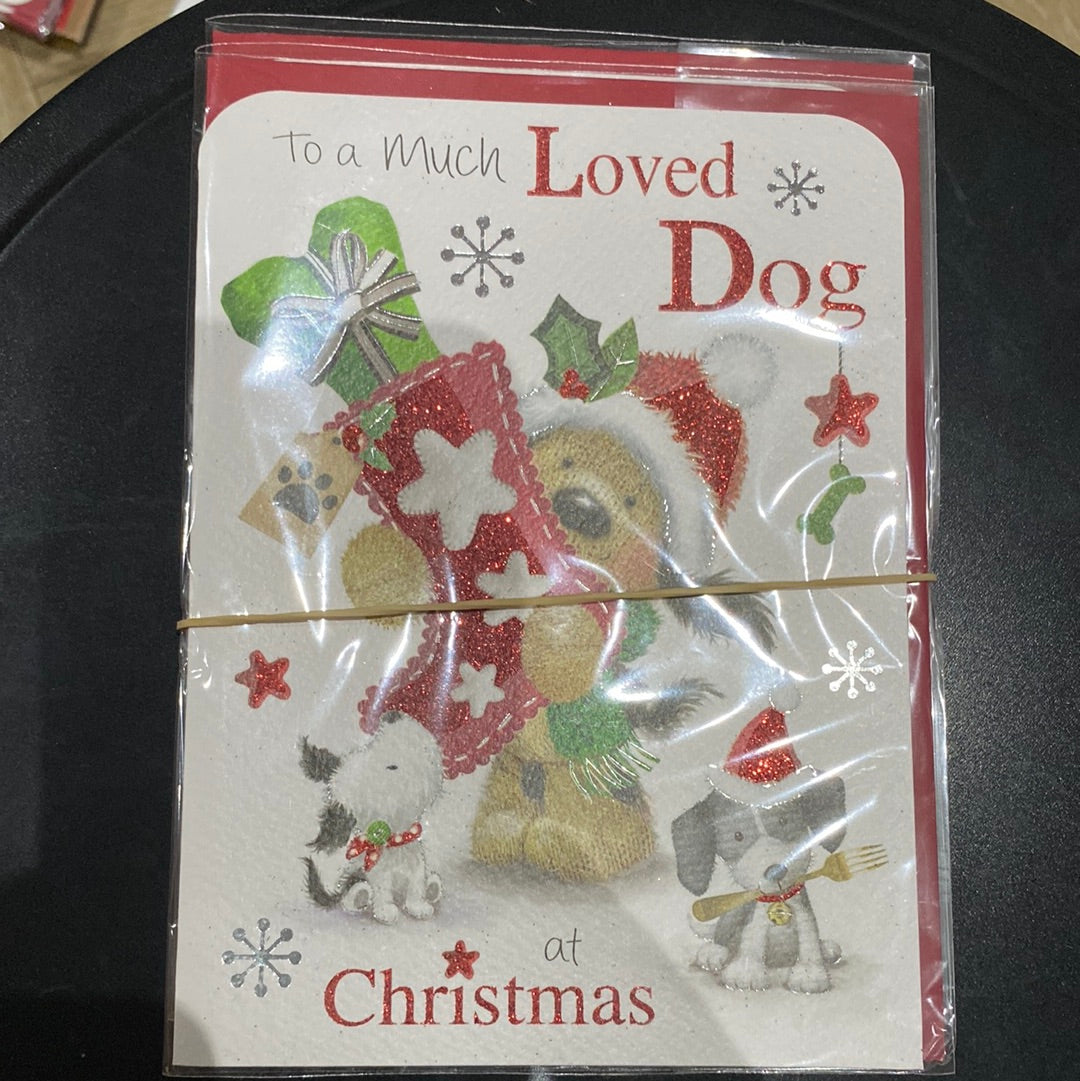 To a Much Loved
Dog
at
Christmas